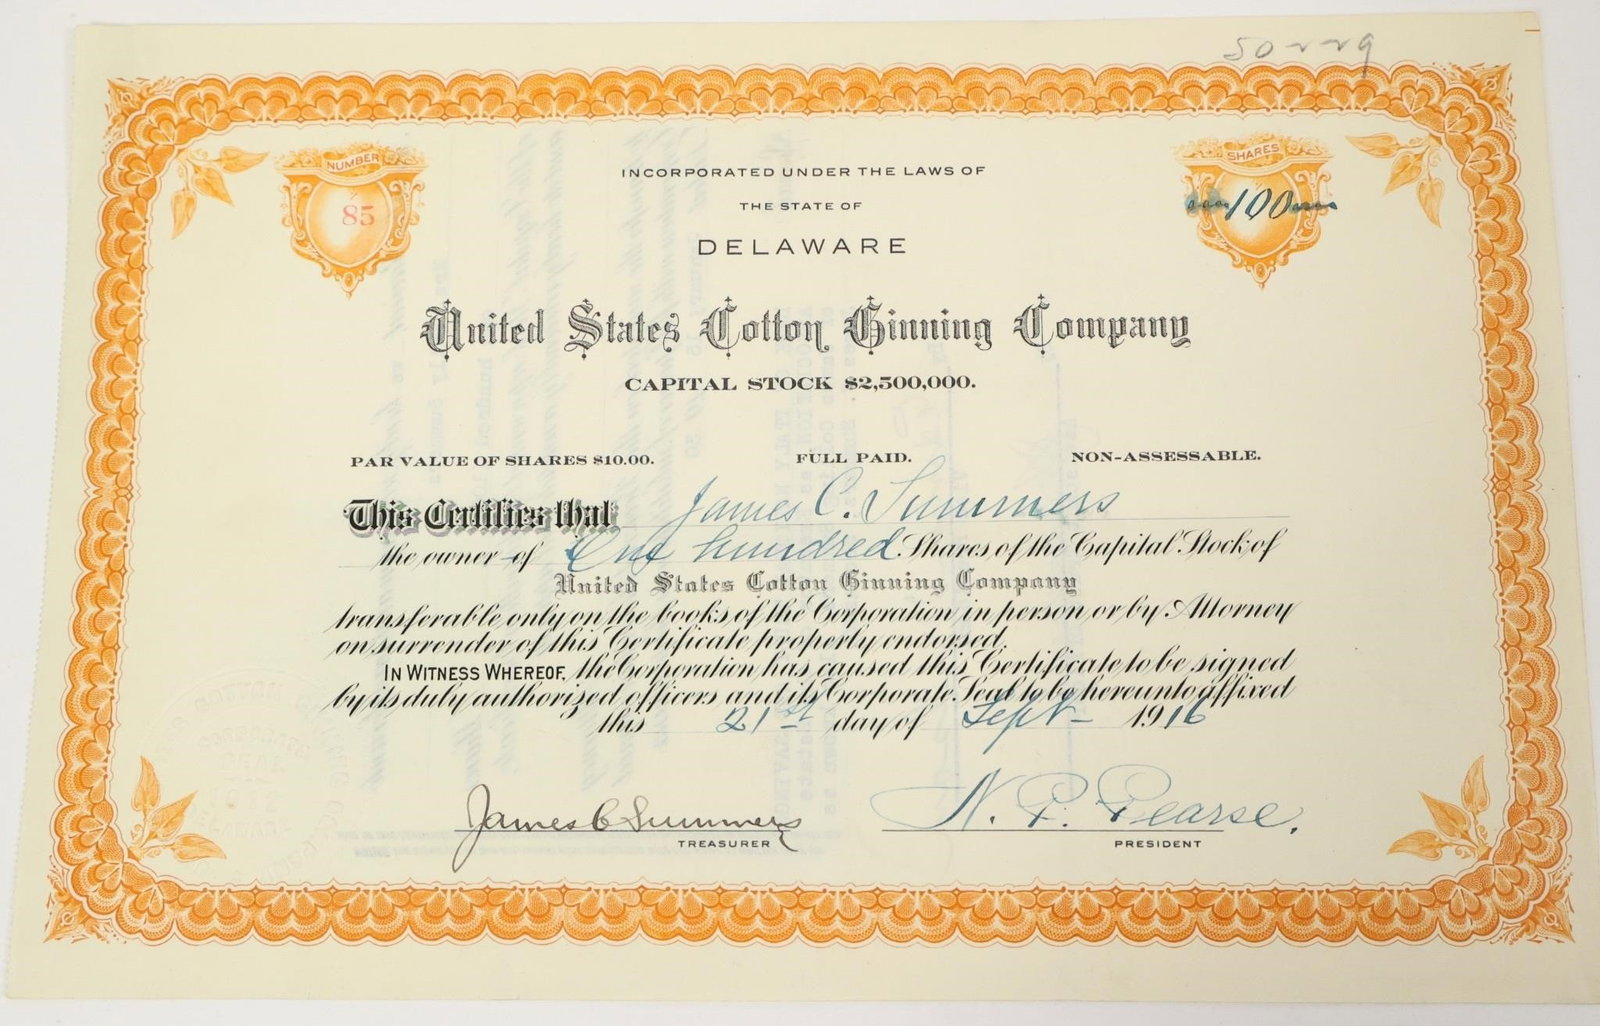 50229
NUMBER
85
SHARES
100
INCORPORATED UNDER THE LAWS OF
THE STATE OF
DELAWARE
United States Cotton Ginning Company
CAPITAL STOCK $2,500,000.
PAR VALUE OF SHARES $10.00. FULL PAID. NON-ASSESSABLE.
This Certifies that James C. Summers
the owner of One hundred Shares of the Capital Stock of
United States Cotton Ginning Company
transferable only on the books of the Corporation in person or by Attorney
on surrender of this Certificate properly endorsed.
IN WITNESS WHEREOF, the Corporation has caused this Certificate to be signed
by its duly authorized officers and its Corporate Seal to be hereunto affixed
this 21st day of Sept- 1916
James C Summers N. P. Pearse.
TREASURER PRESIDENT